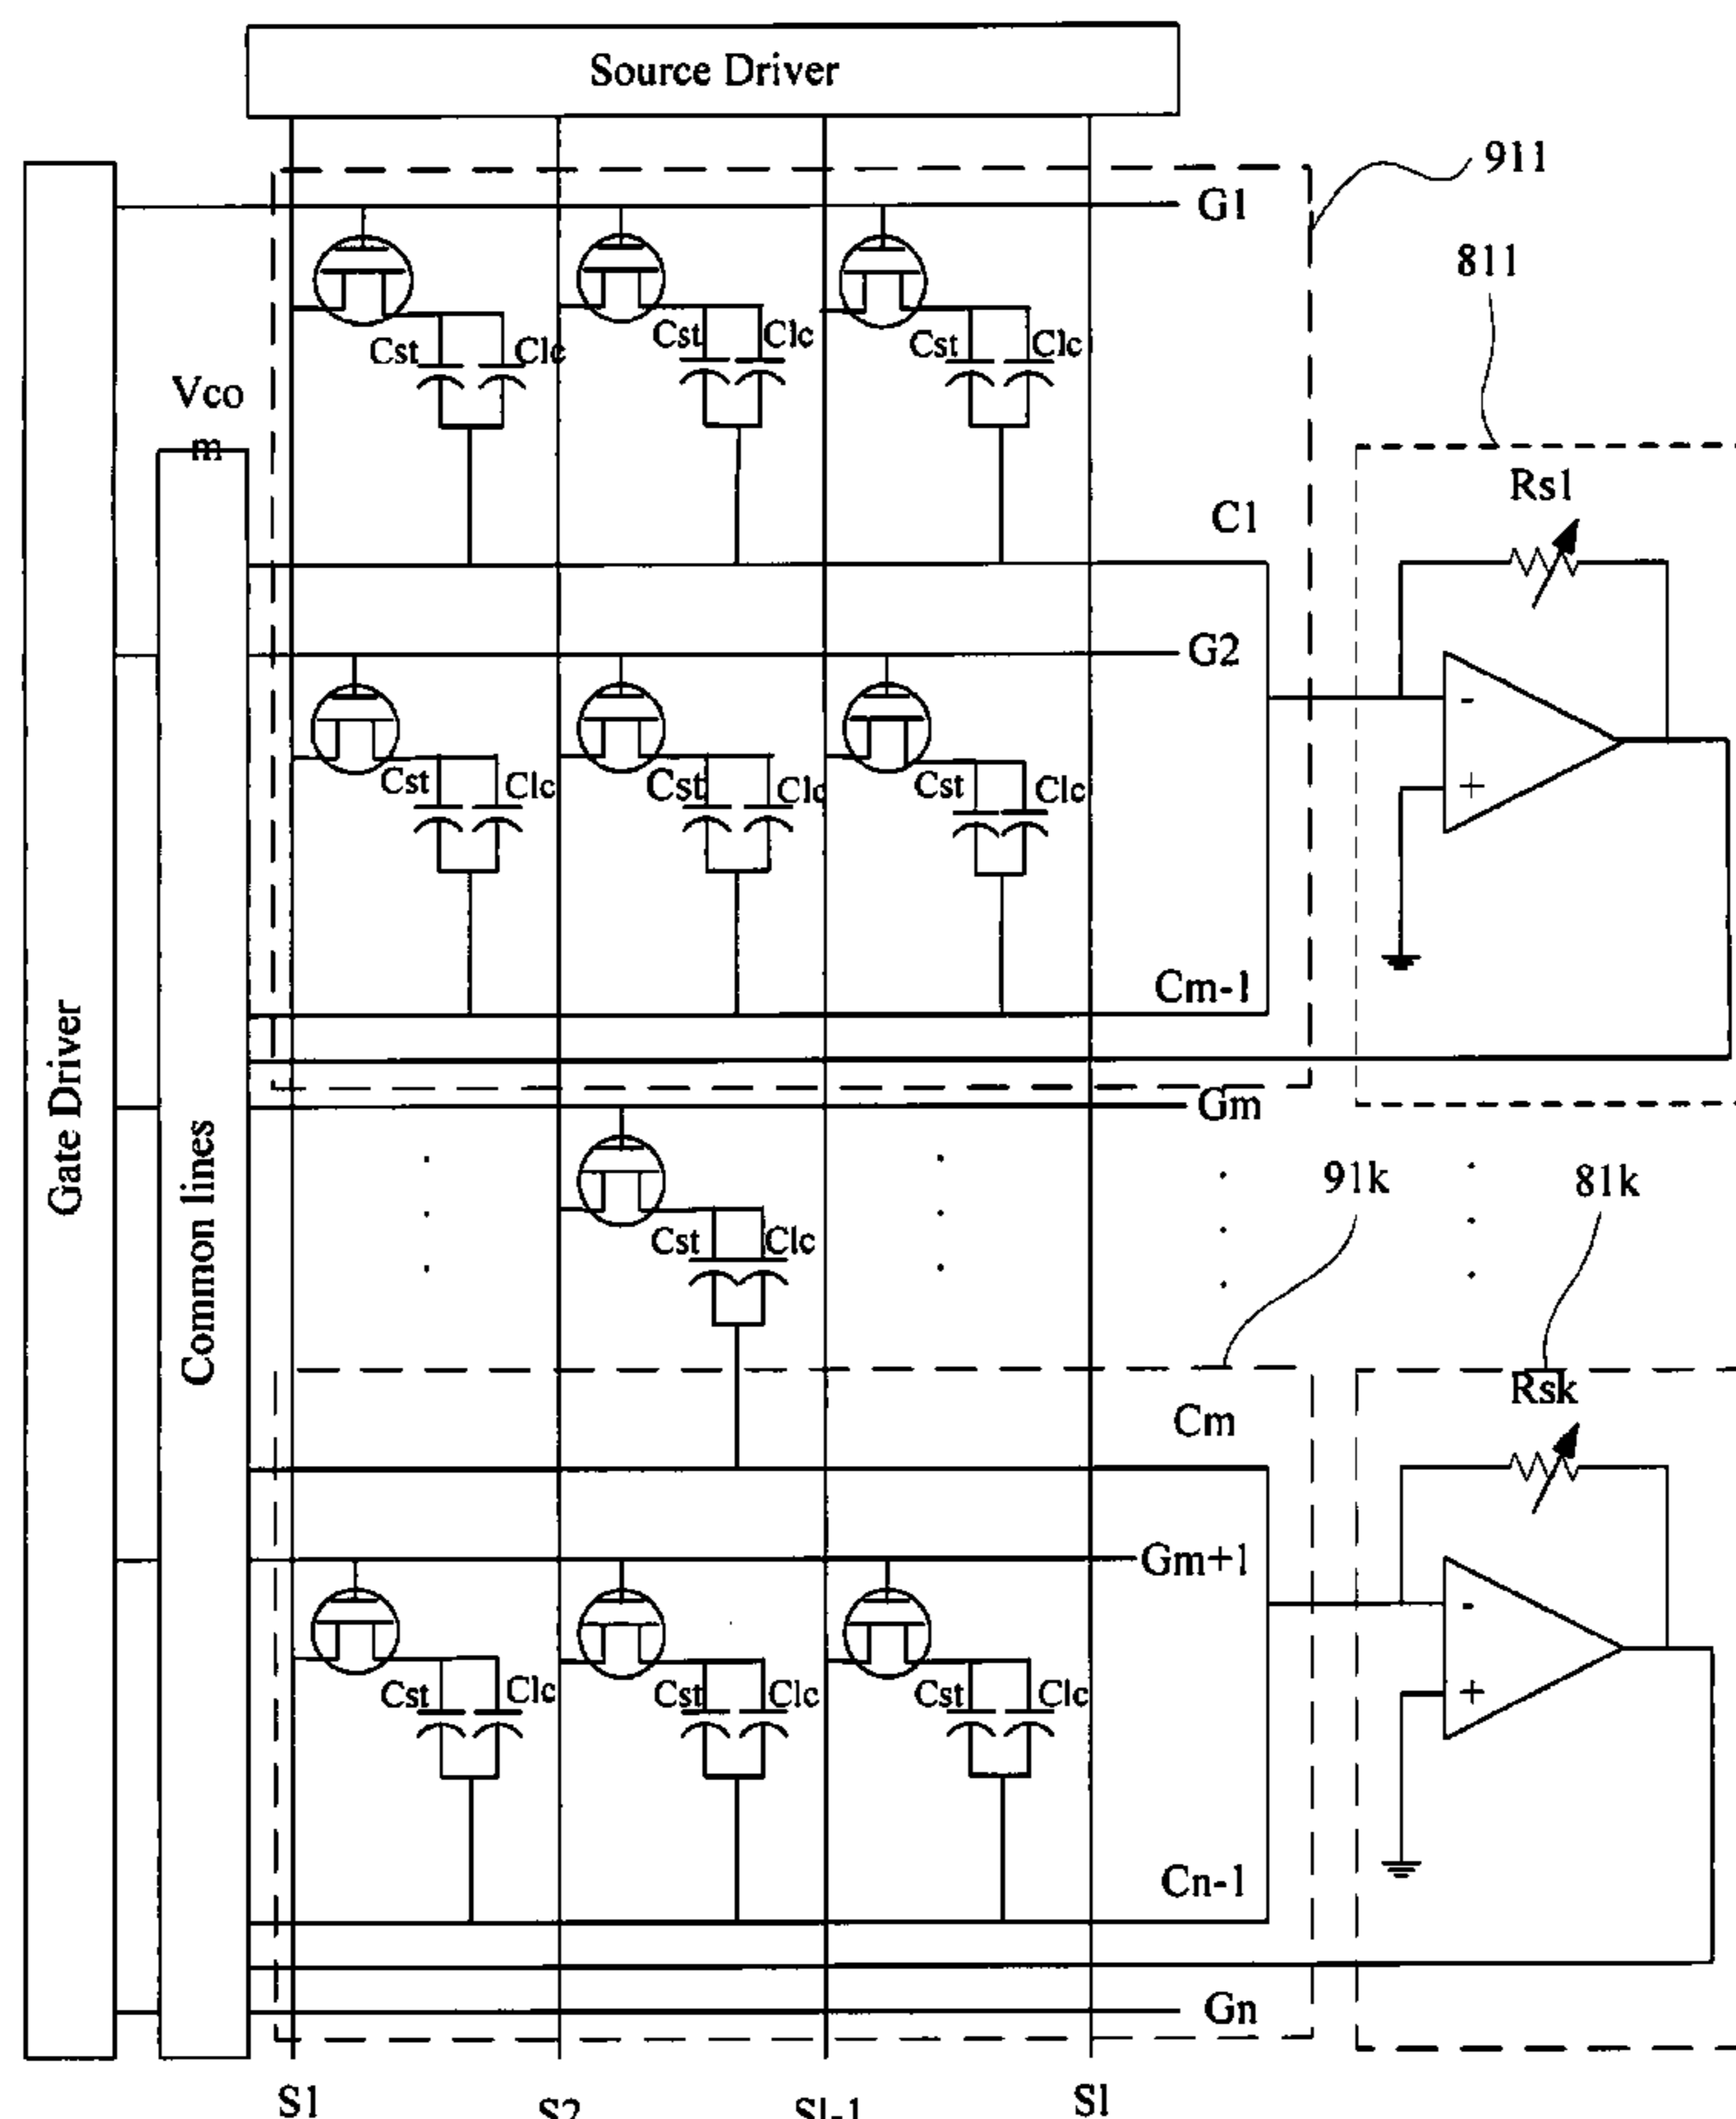 Source Driver
911
G1
811
Cst Clc Cst Clc Cst Clc
Vco
m
Rs1
C1
G2
-
Cst Clc Cst Clc Cst Clc
+
Cm-1
Gate Driver
Common lines
Gm
91k
81k
Cst Clc
Rsk
Cm
Gm+1
-
Cst Clc Cst Clc Cst Clc
+
Cn-1
Gn
S1 S2 Sl-1 Sl